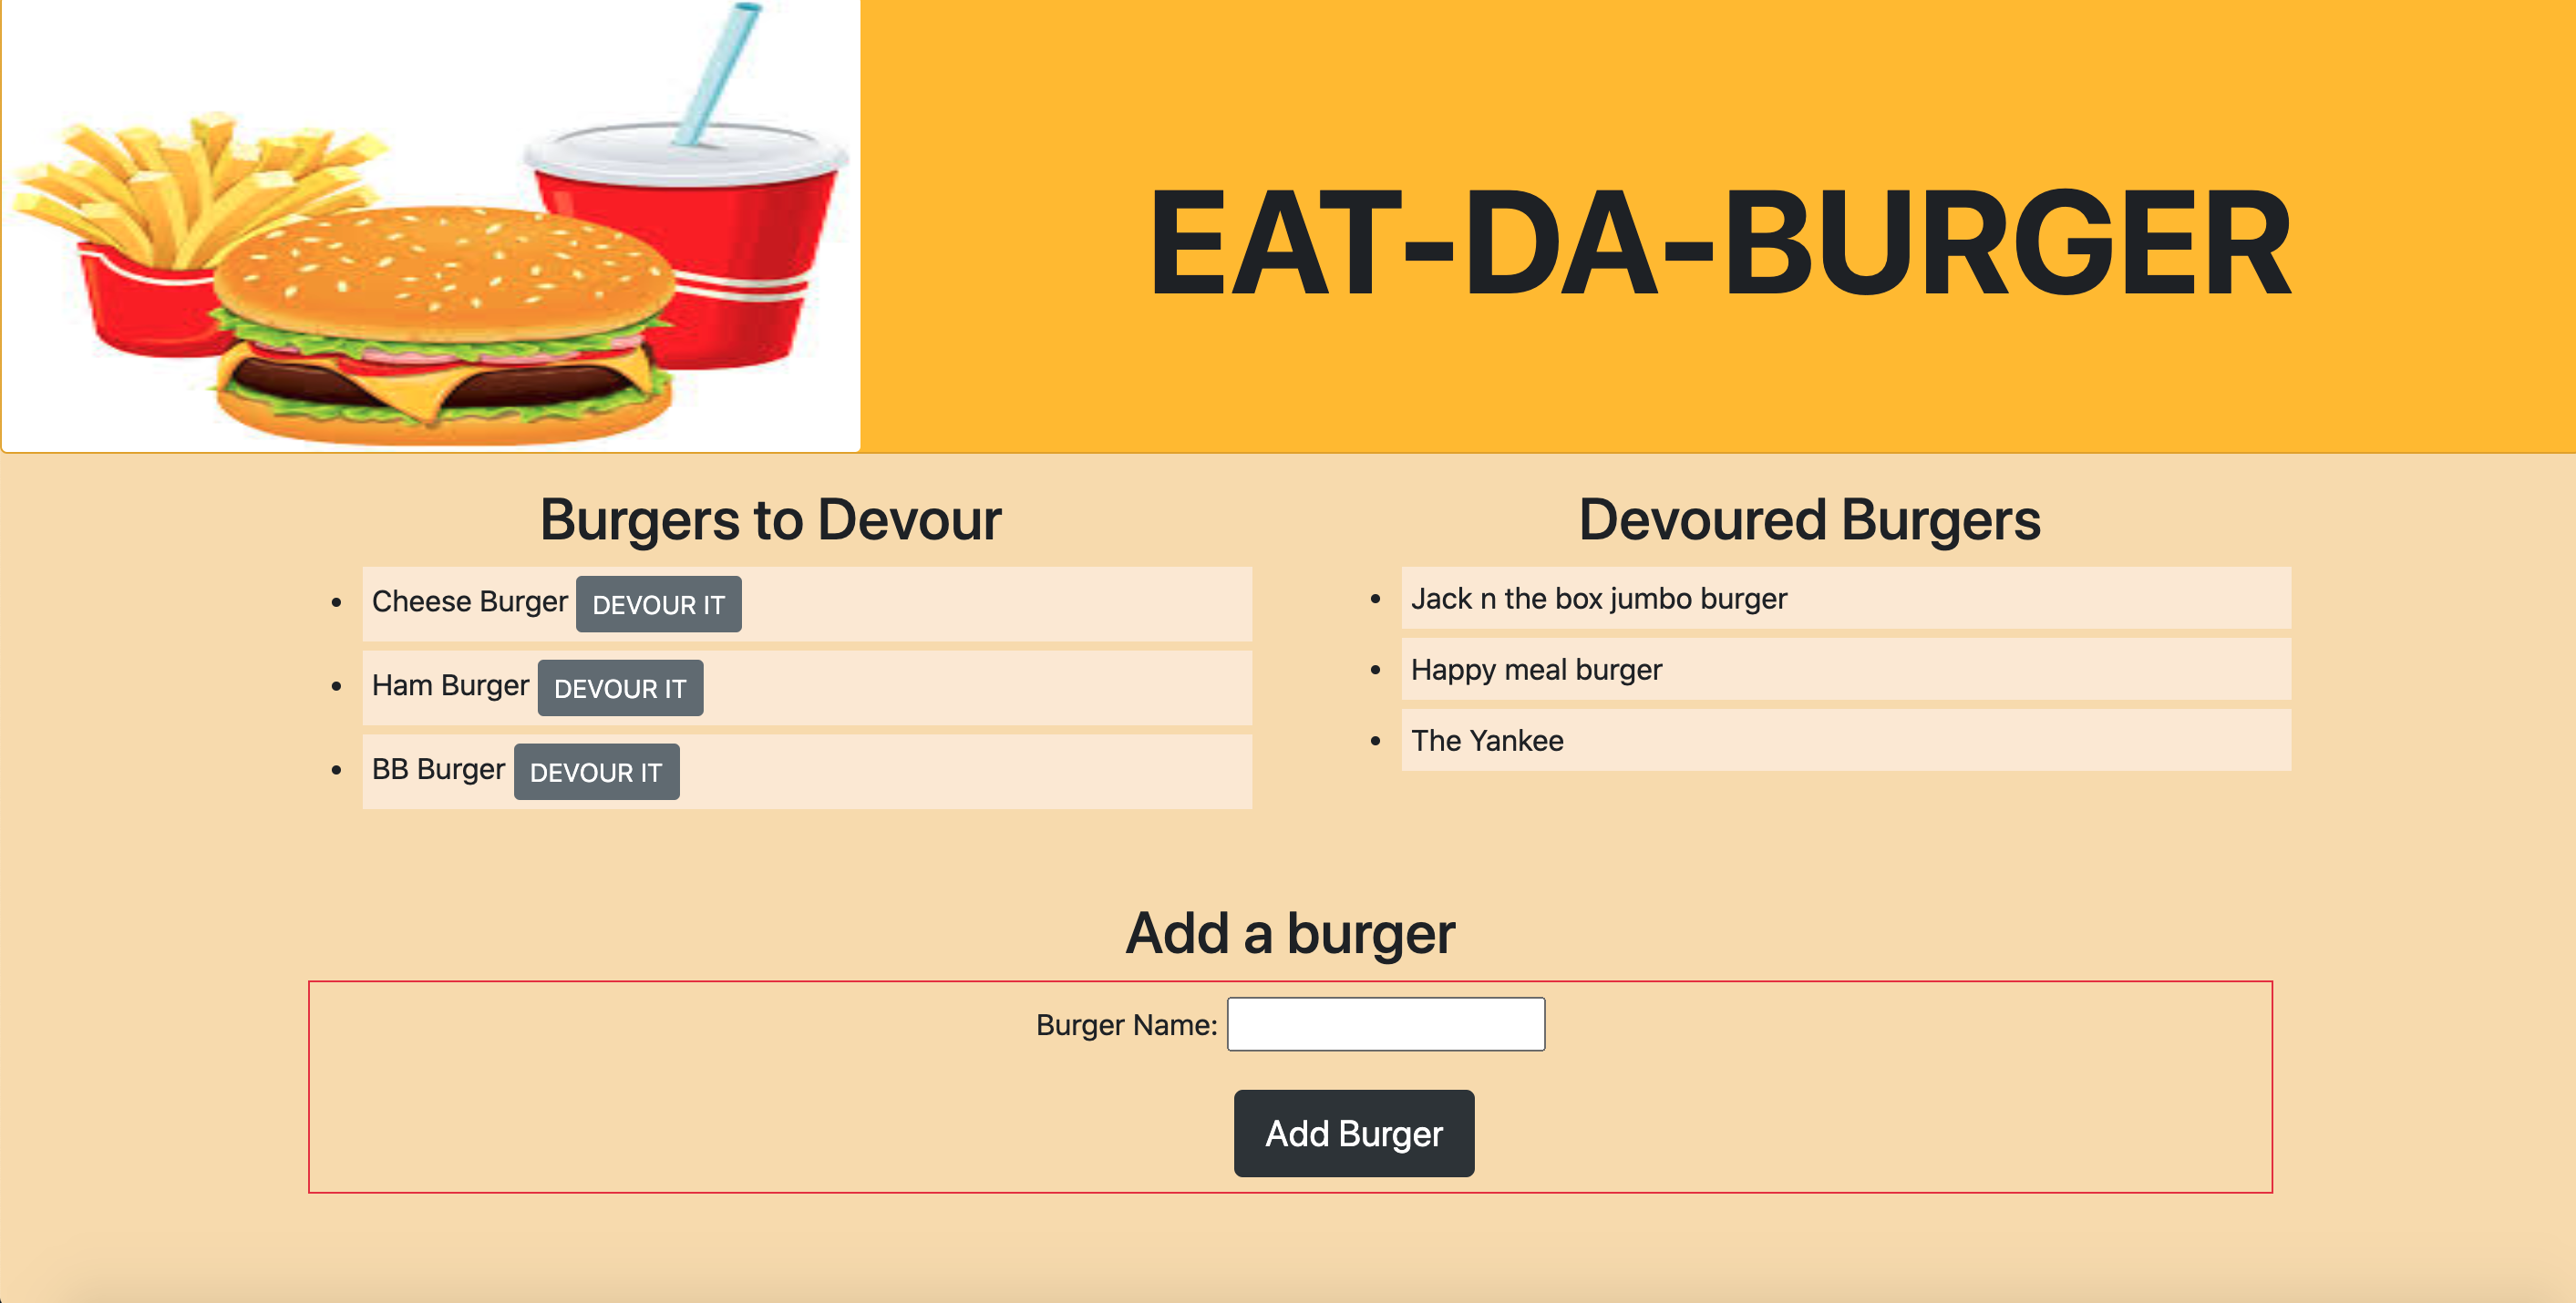 EAT-DA-BURGER
Burgers to Devour
Cheese Burger DEVOUR IT
Ham Burger DEVOUR IT
BB Burger DEVOUR IT
Devoured Burgers
Jack n the box jumbo burger
Happy meal burger
The Yankee
Add a burger
Burger Name:
Add Burger